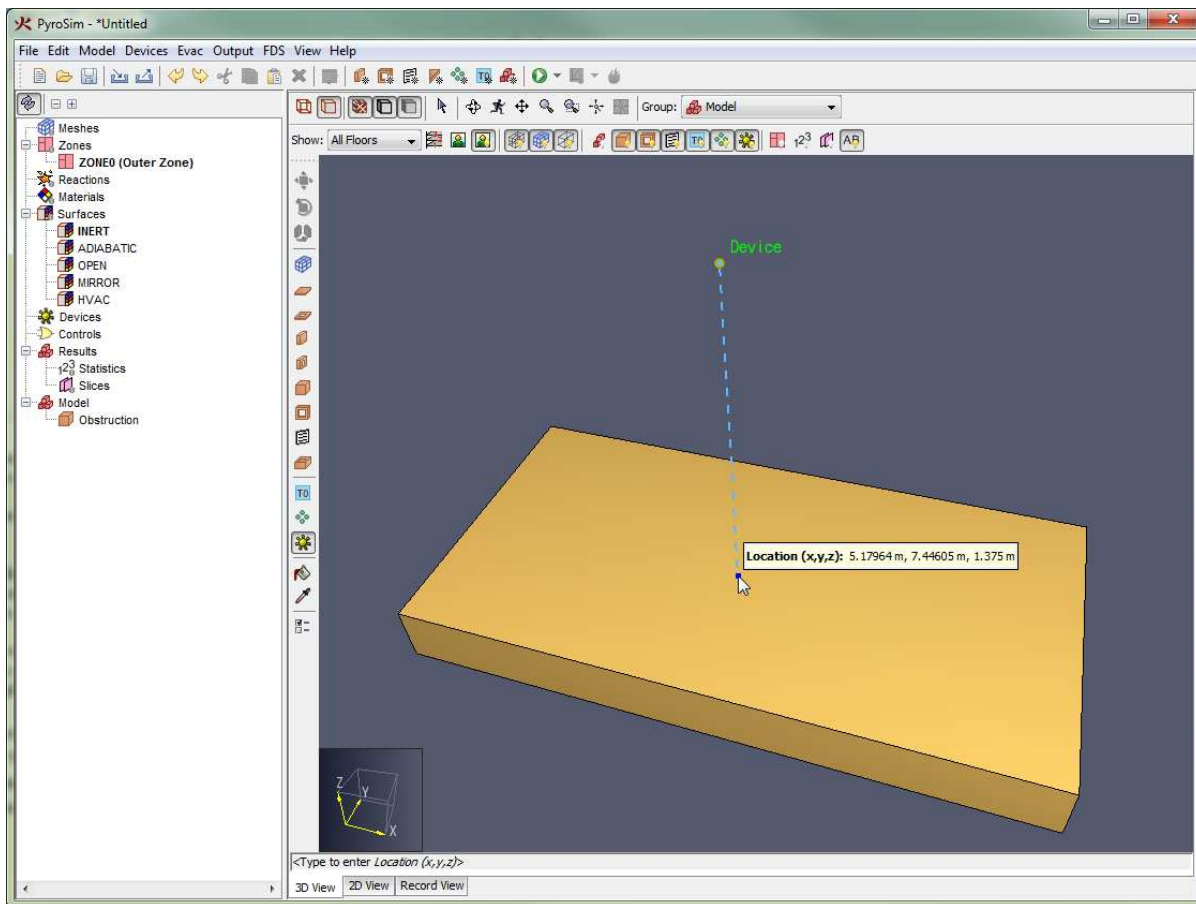 PyroSim - *Untitled
File Edit Model Devices Evac Output FDS View Help
Group: Model
Show: All Floors
Meshes
Zones
ZONE0 (Outer Zone)
Reactions
Materials
Surfaces
INERT
ADIABATIC
OPEN
MIRROR
HVAC
Devices
Controls
Results
Statistics
Slices
Model
Obstruction
Device
Location (x,y,z): 5.17964 m, 7.44605 m, 1.375 m
Z
Y
X
<Type to enter Location (x,y,z)>
3D View 2D View Record View